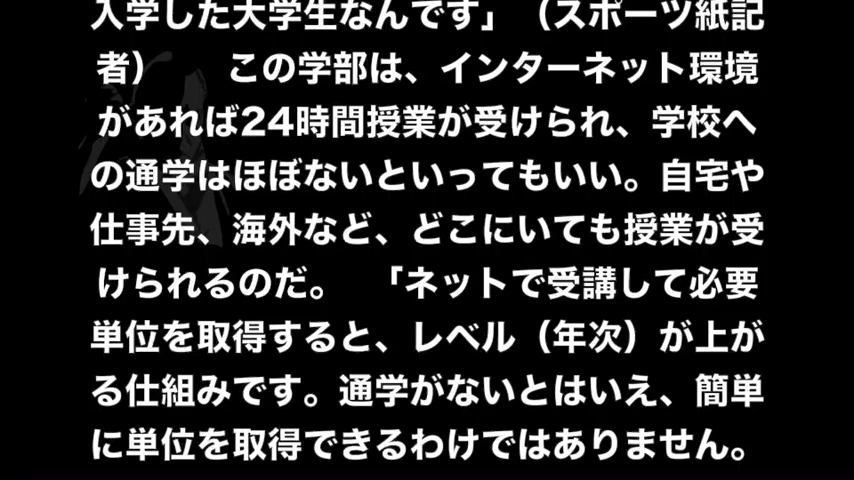 入学した大学生なんです」（スポーツ紙記
者）　　この学部は、インターネット環境
があれば24時間授業が受けられ、学校へ
の通学はほぼないといってもいい。自宅や
仕事先、海外など、どこにいても授業が受
けられるのだ。　「ネットで受講して必要
単位を取得すると、レベル（年次）が上が
る仕組みです。通学がないとはいえ、簡単
に単位を取得できるわけではありません。